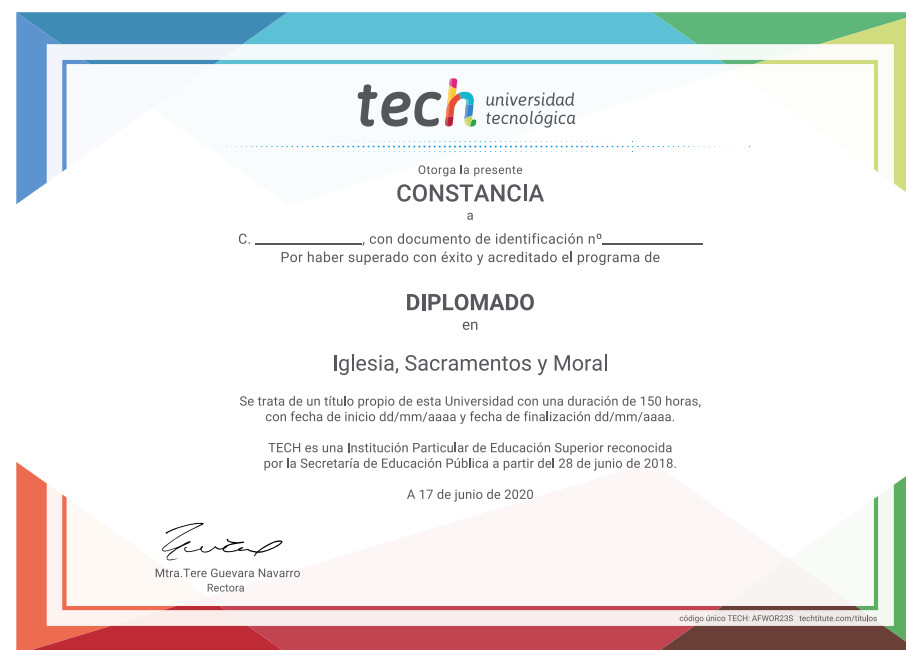 tech universidad
tecnológica
Otorga la presente
CONSTANCIA
a
C. ______________, con documento de identificación nº_____________
Por haber superado con éxito y acreditado el programa de
DIPLOMADO
en
Iglesia, Sacramentos y Moral
Se trata de un título propio de esta Universidad con una duración de 150 horas,
con fecha de inicio dd/mm/aaaa y fecha de finalización dd/mm/aaaa.
TECH es una Institución Particular de Educación Superior reconocida
por la Secretaría de Educación Pública a partir del 28 de junio de 2018.
A 17 de junio de 2020
Mtra.Tere Guevara Navarro
Rectora
código único TECH: AFWOR23S techtitute.com/titulos